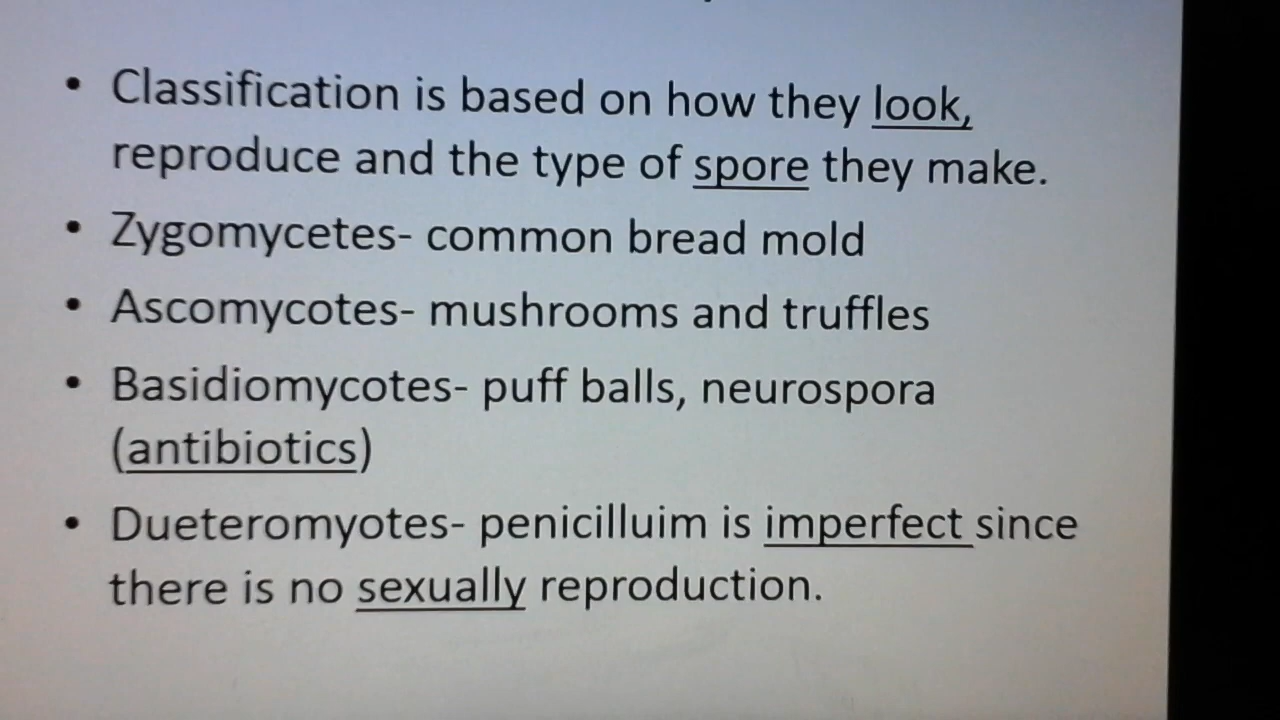 • Classification is based on how they look,
reproduce and the type of spore they make.
• Zygomycetes- common bread mold
• Ascomycotes- mushrooms and truffles
• Basidiomycotes- puff balls, neurospora
(antibiotics)
• Dueteromyotes- penicilluim is imperfect since
there is no sexually reproduction.